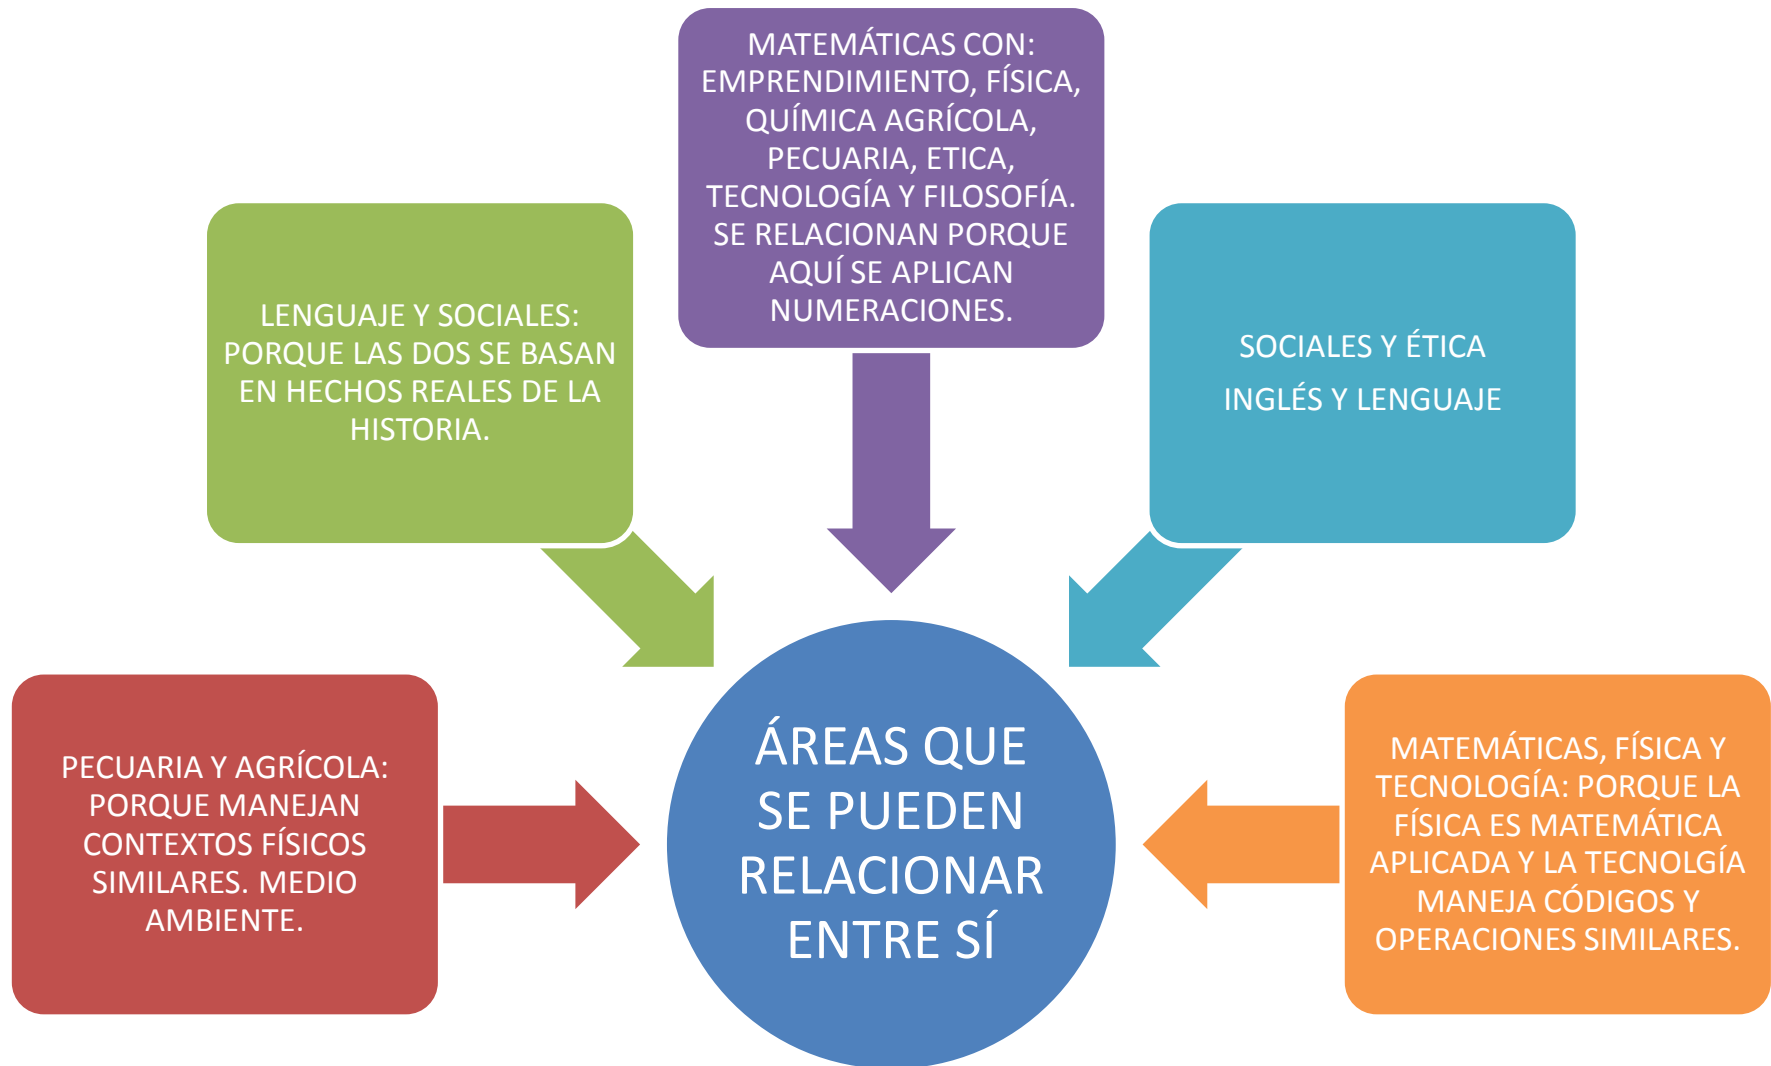 MATEMÁTICAS CON:
EMPRENDIMIENTO, FÍSICA,
QUÍMICA AGRÍCOLA,
PECUARIA, ETICA,
TECNOLOGÍA Y FILOSOFÍA.
SE RELACIONAN PORQUE
AQUÍ SE APLICAN
NUMERACIONES.
LENGUAJE Y SOCIALES:
PORQUE LAS DOS SE BASAN
EN HECHOS REALES DE LA
HISTORIA.
SOCIALES Y ÉTICA
INGLÉS Y LENGUAJE
PECUARIA Y AGRÍCOLA:
PORQUE MANEJAN
CONTEXTOS FÍSICOS
SIMILARES. MEDIO
AMBIENTE.
ÁREAS QUE
SE PUEDEN
RELACIONAR
ENTRE SÍ
MATEMÁTICAS, FÍSICA Y
TECNOLOGÍA: PORQUE LA
FÍSICA ES MATEMÁTICA
APLICADA Y LA TECNOLGÍA
MANEJA CÓDIGOS Y
OPERACIONES SIMILARES.